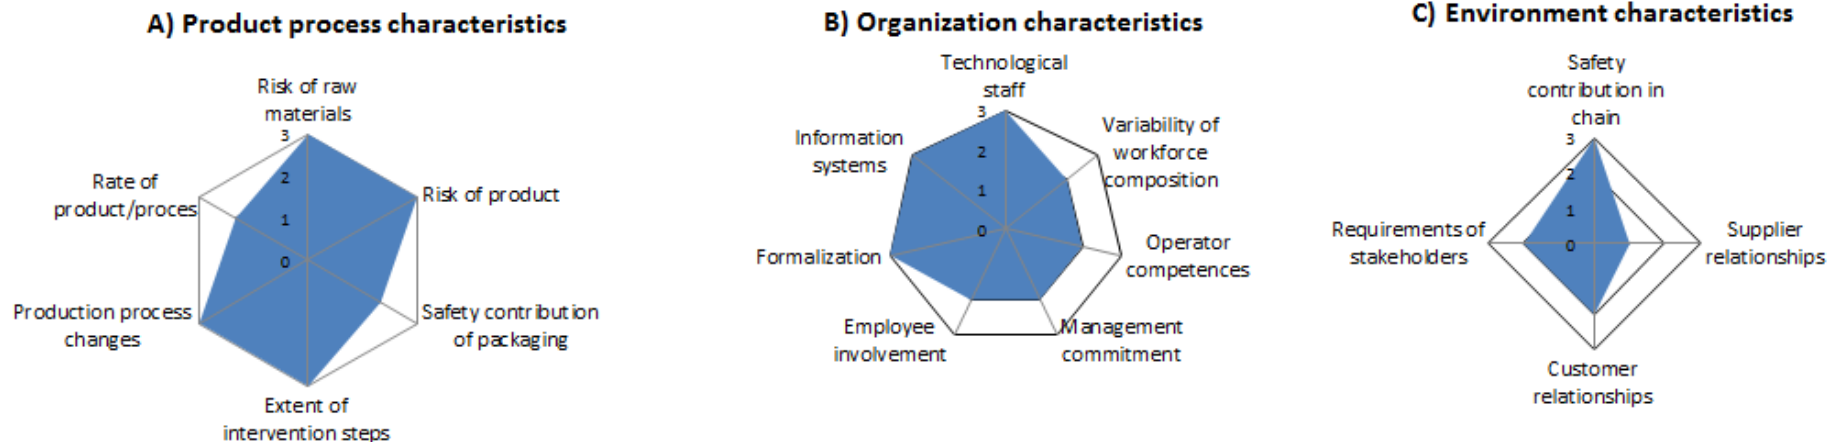 A) Product process characteristics
Risk of raw
materials
3
2
1
0
Risk of product
Safety contribution
of packaging
Extent of
intervention steps
Production process
changes
Rate of
product/proces
B) Organization characteristics
Technological
staff
3
2
1
0
Variability of
workforce
composition
Operator
competences
Management
commitment
Employee
involvement
Formalization
Information
systems
C) Environment characteristics
Safety
contribution in
chain
3
2
1
0
Supplier
relationships
Customer
relationships
Requirements of
stakeholders